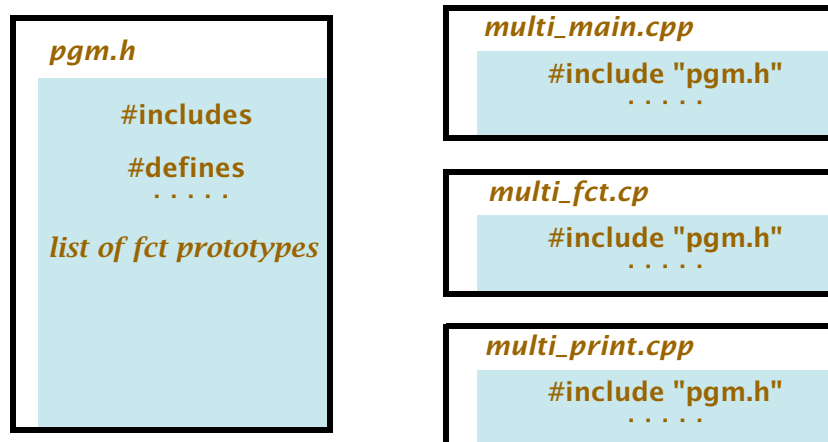 pgm.h
#includes
#defines
. . . . .
list of fct prototypes
multi_main.cpp
#include "pgm.h"
. . . . .
multi_fct.cp
#include "pgm.h"
. . . . .
multi_print.cpp
#include "pgm.h"
. . . . .